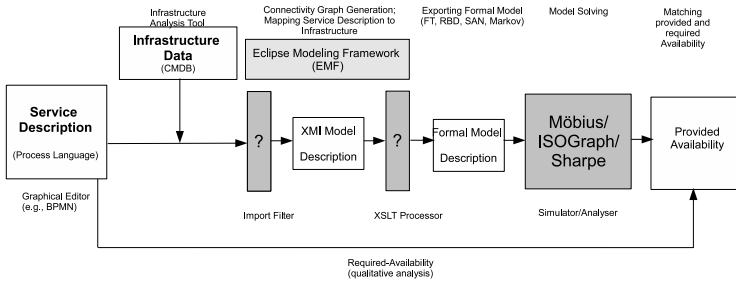 Infrastructure
Analysis Tool
Connectivity Graph Generation;
Mapping Service Description to
Infrastructure
Exporting Formal Model
(FT, RBD, SAN, Markov)
Model Solving
Matching
provided and
required
Availability
Infrastructure
Data
(CMDB)
Eclipse Modeling Framework
(EMF)
Service
Description
(Process Language)
?
XMI Model
Description
?
Formal Model
Description
Möbius/
ISOGraph/
Sharpe
Provided
Availability
Graphical Editor
(e.g., BPMN)
Import Filter
XSLT Processor
Simulator/Analyser
Required-Availability
(qualitative analysis)